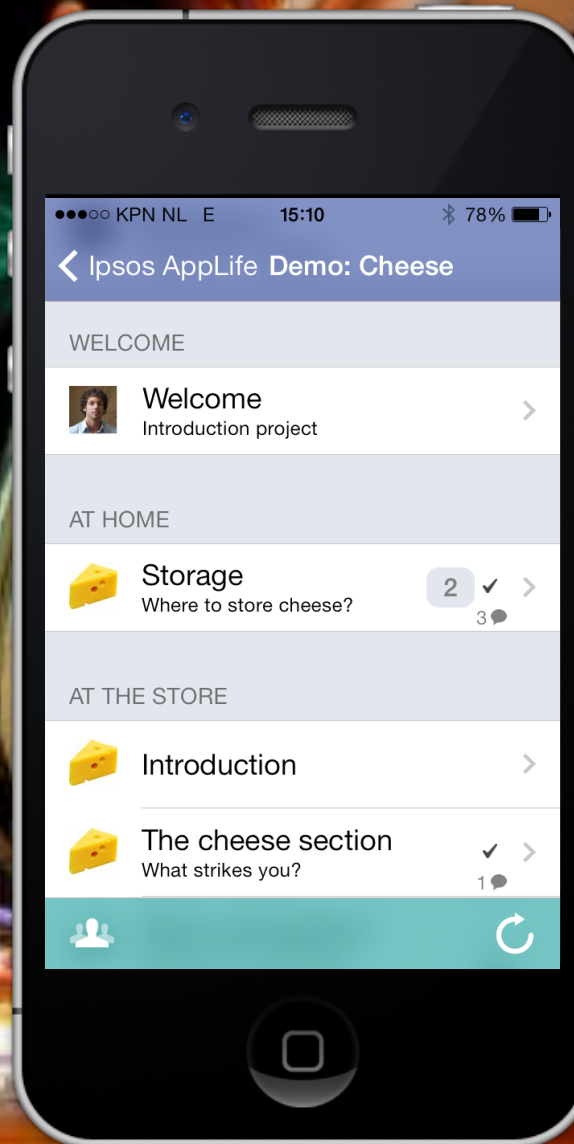 ●●●○○ KPN NL E 15:10 78%
Ipsos AppLife Demo: Cheese
WELCOME
Welcome
Introduction project
AT HOME
Storage
Where to store cheese?
2 ✓
3
AT THE STORE
Introduction
The cheese section
What strikes you?
✓
1